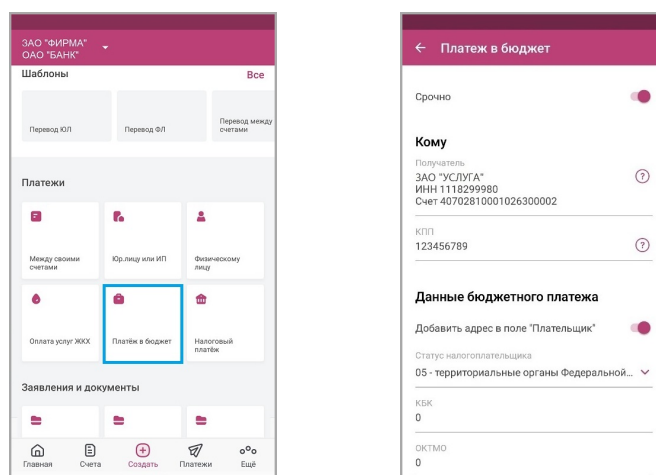 ЗАО "ФИРМА"
ОАО "БАНК"
Шаблоны
Все
Перевод ЮЛ
Перевод ФЛ
Перевод между
счетами
Платежи
Между своими
счетами
Юр.лицу или ИП
Физическому
лицу
Оплата услуг ЖКХ
Платёж в бюджет
Налоговый
платёж
Заявления и документы
Главная
Счета
Создать
Платежи
Ещё
Платеж в бюджет
Срочно
Кому
Получатель
ЗАО "УСЛУГА"
ИНН 1118299980
Счет 40702810001026300002
КПП
123456789
Данные бюджетного платежа
Добавить адрес в поле "Плательщик"
Статус налогоплательщика
05 - территориальные органы Федеральной...
КБК
0
ОКТМО
0